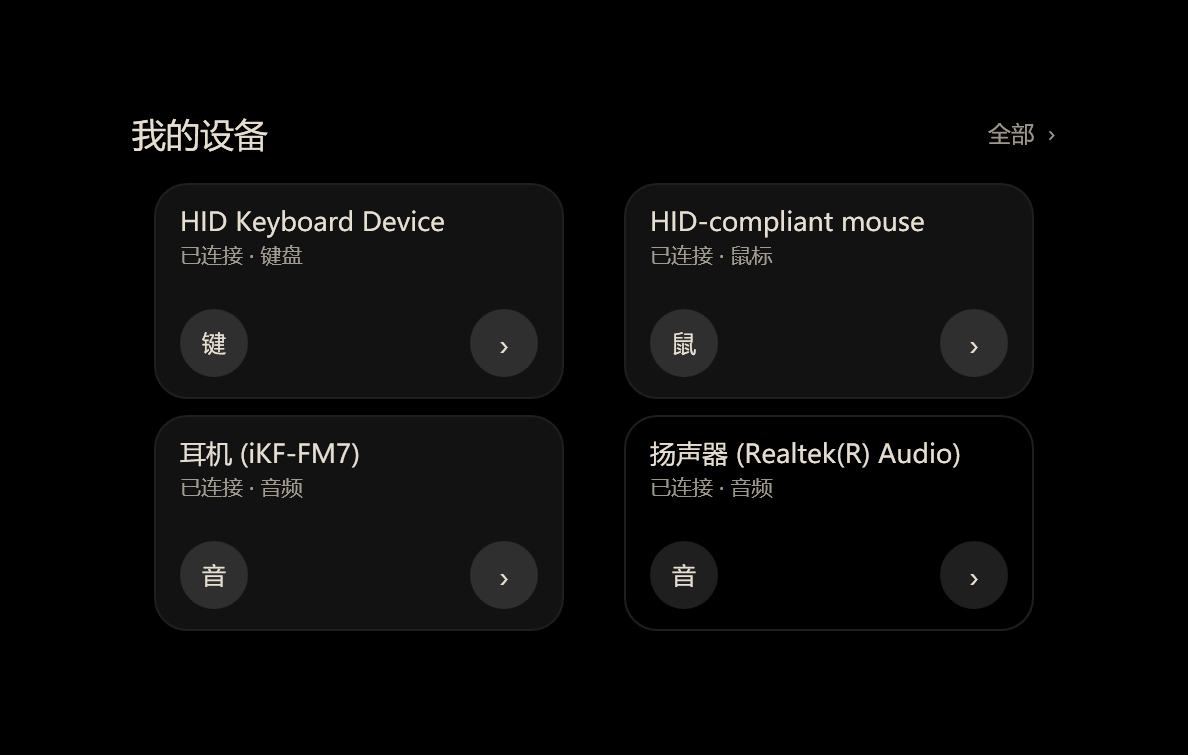 我的设备
全部 ›
HID Keyboard Device
已连接 · 键盘
键 ›
HID-compliant mouse
已连接 · 鼠标
鼠 ›
耳机 (iKF-FM7)
已连接 · 音频
音 ›
扬声器 (Realtek(R) Audio)
已连接 · 音频
音 ›